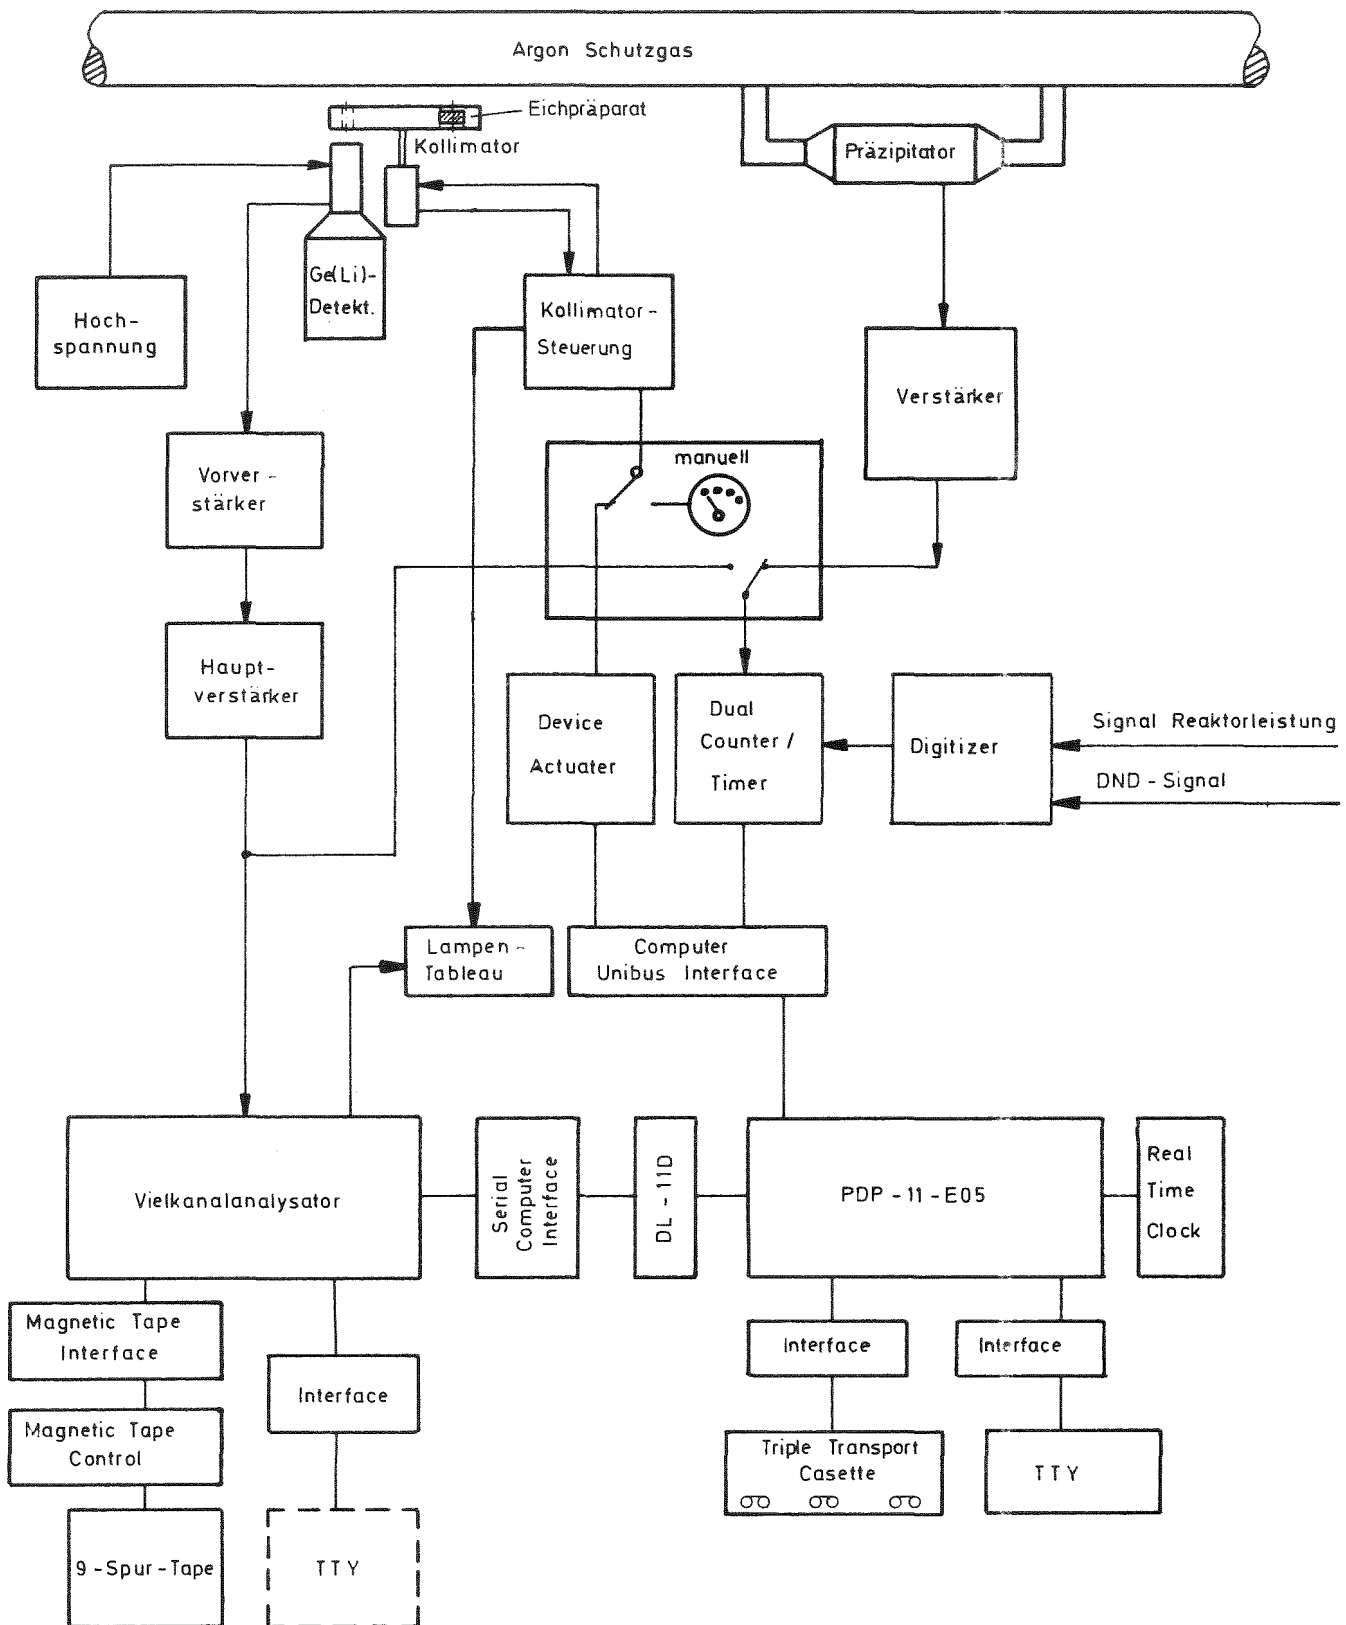 Argon Schutzgas
Eichpräparat
Kollimator
Präzipitator
Ge(Li)-
Detekt.
Hoch-
spannung
Kollimator-
Steuerung
Verstärker
manuell
Vorver-
stärker
Haupt-
verstärker
Device
Actuater
Dual
Counter/
Timer
Digitizer
Signal Reaktorleistung
DND-Signal
Lampen-
Tableau
Computer
Unibus Interface
Vielkanalanalysator
Serial
Computer
Interface
DL-11D
PDP-11-E05
Real
Time
Clock
Magnetic Tape
Interface
Interface
Interface
Interface
Magnetic Tape
Control
Triple Transport
Casette
TTY
9-Spur-Tape
TTY